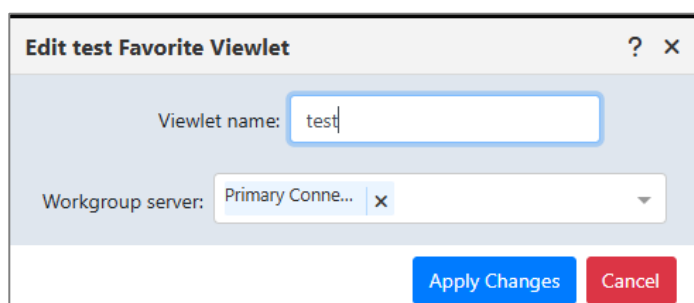 Edit test Favorite Viewlet ? ×
Viewlet name: test
Workgroup server: Primary Conne... ×
Apply Changes Cancel